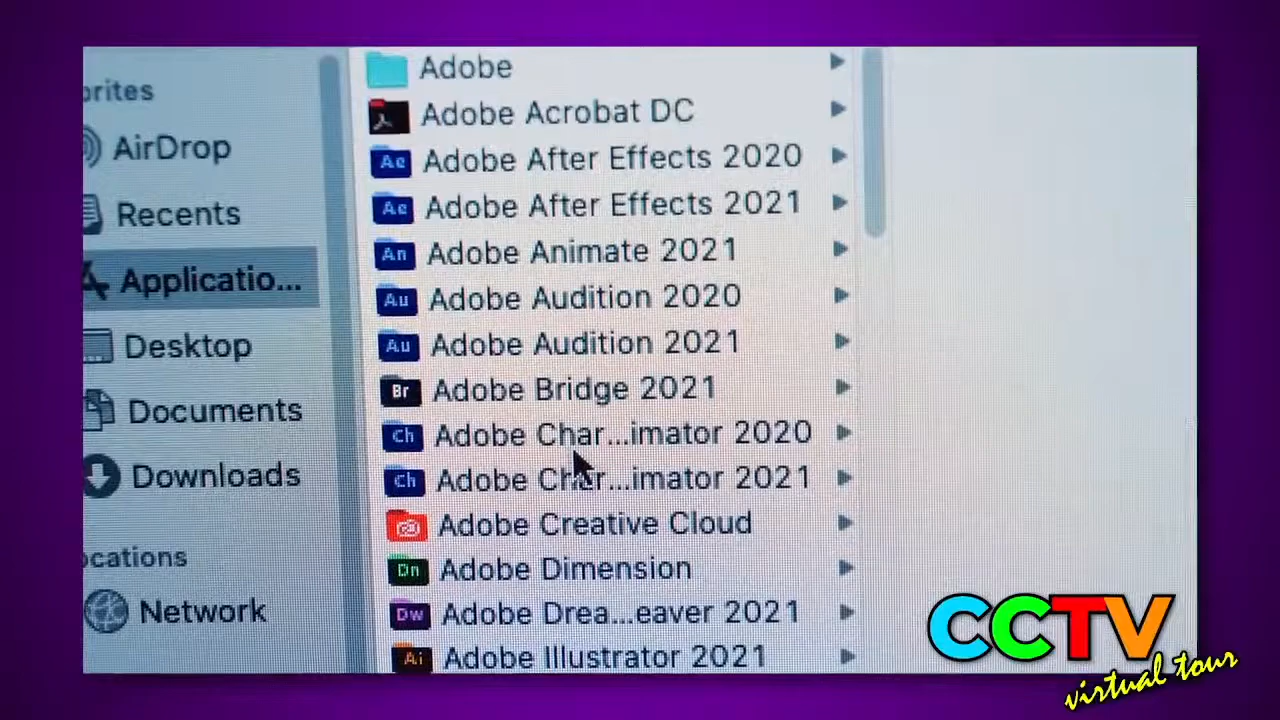 orites
AirDrop
Recents
Applicatio...
Desktop
Documents
Downloads
ocations
Network
Adobe
Adobe Acrobat DC
Ae Adobe After Effects 2020
Ae Adobe After Effects 2021
An Adobe Animate 2021
Au Adobe Audition 2020
Au Adobe Audition 2021
Br Adobe Bridge 2021
Ch Adobe Char...imator 2020
Ch Adobe Char...imator 2021
Adobe Creative Cloud
Dn Adobe Dimension
Dw Adobe Drea...eaver 2021
Ai Adobe Illustrator 2021
CCTV
virtual tour